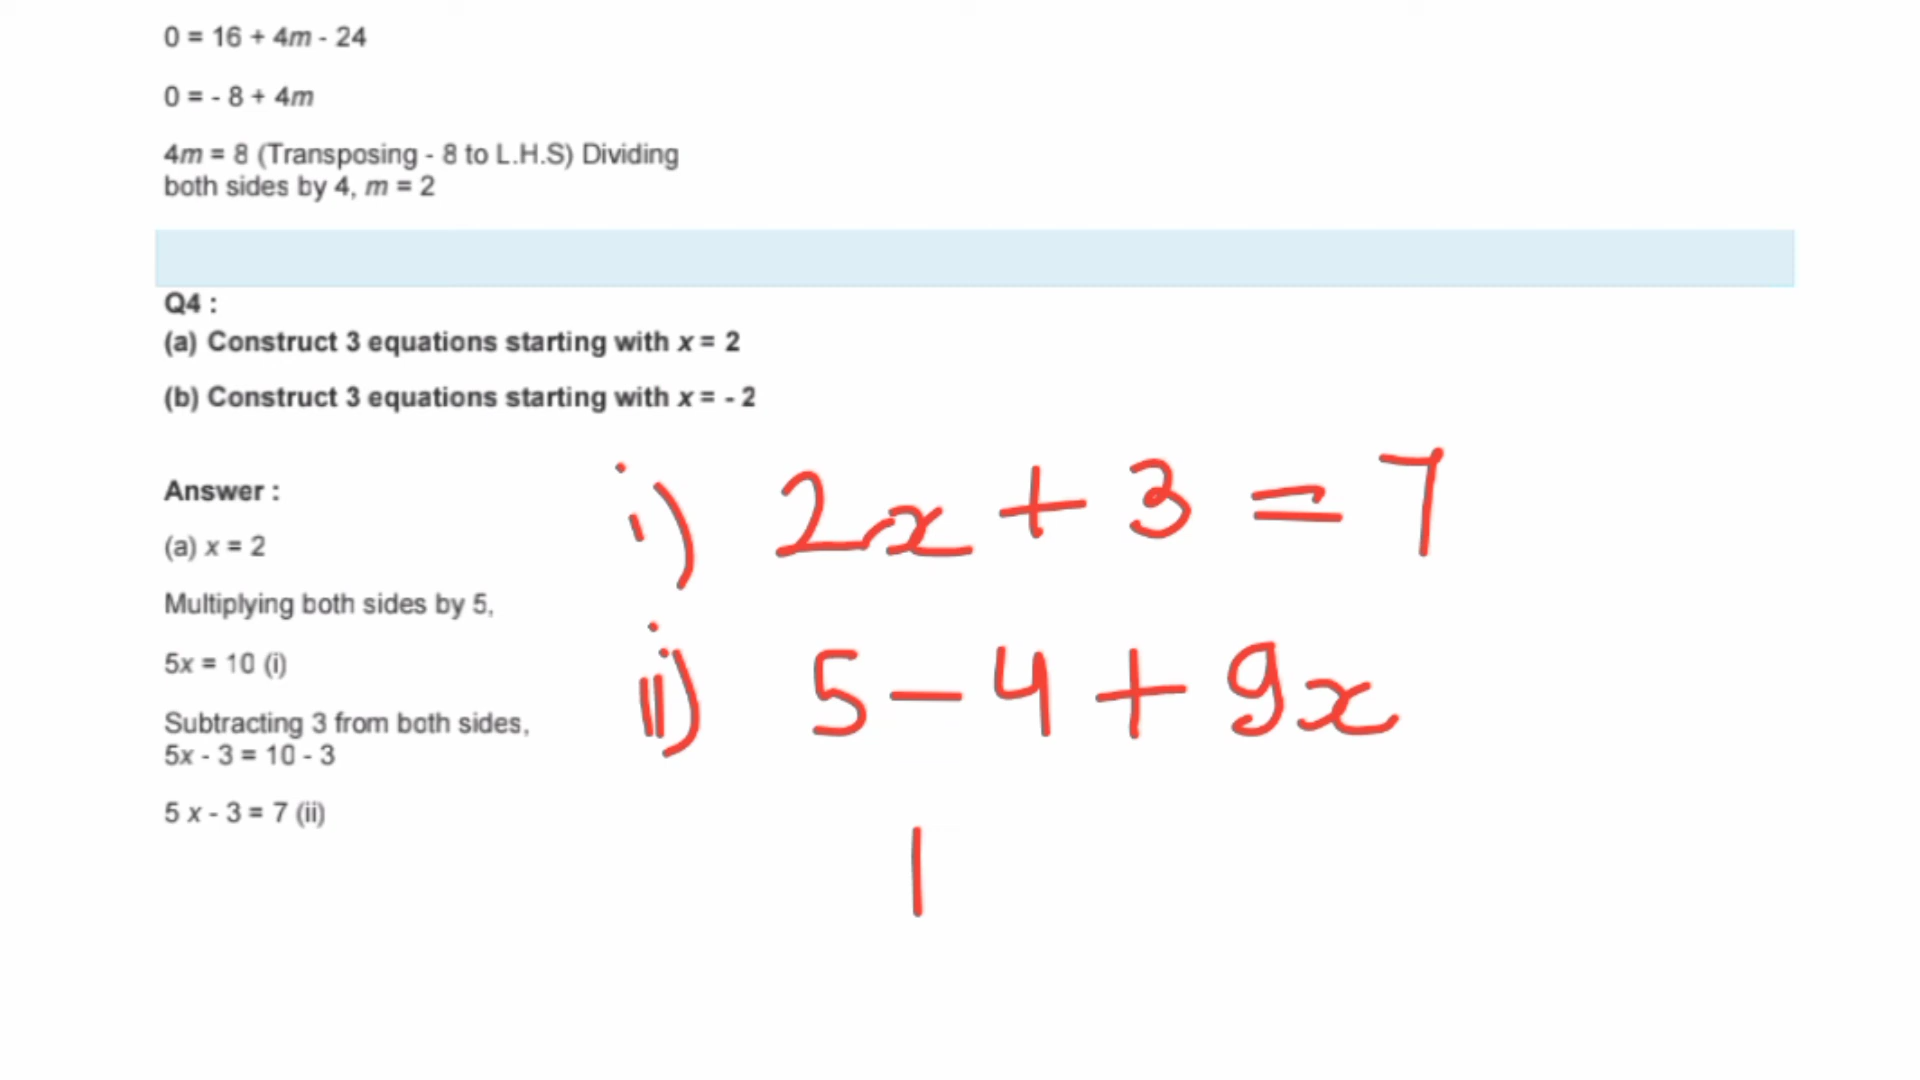 0 = 16 + 4m - 24
0 = - 8 + 4m
4m = 8 (Transposing - 8 to L.H.S) Dividing
both sides by 4, m = 2
Q4 :
(a) Construct 3 equations starting with x = 2
(b) Construct 3 equations starting with x = - 2
Answer :
(a) x = 2
Multiplying both sides by 5,
5x = 10 (i)
Subtracting 3 from both sides,
5x - 3 = 10 - 3
5 x - 3 = 7 (ii)
i) 2x + 3 = 7
ii) 5 - 4 + 9x
1